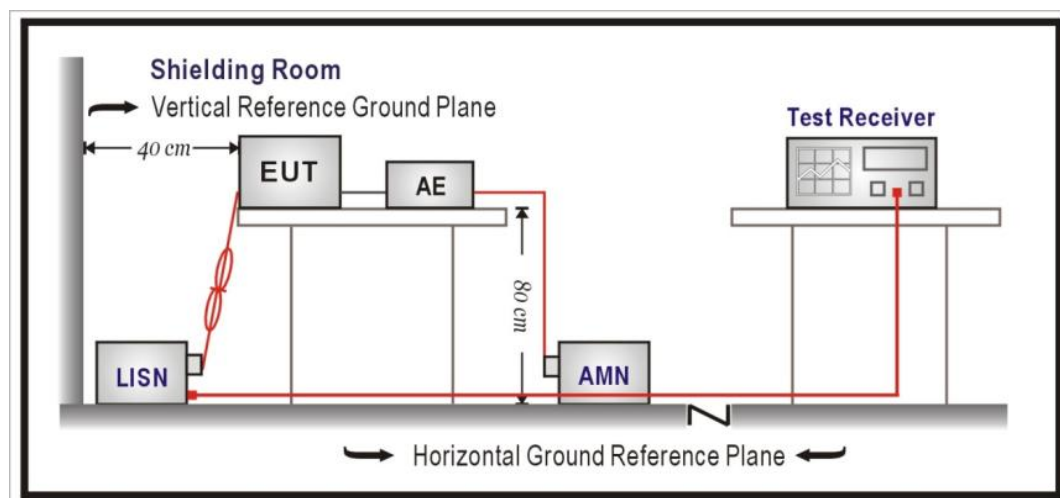 Shielding Room
Vertical Reference Ground Plane
Test Receiver
40 cm
EUT
AE
80 cm
LISN
AMN
Horizontal Ground Reference Plane